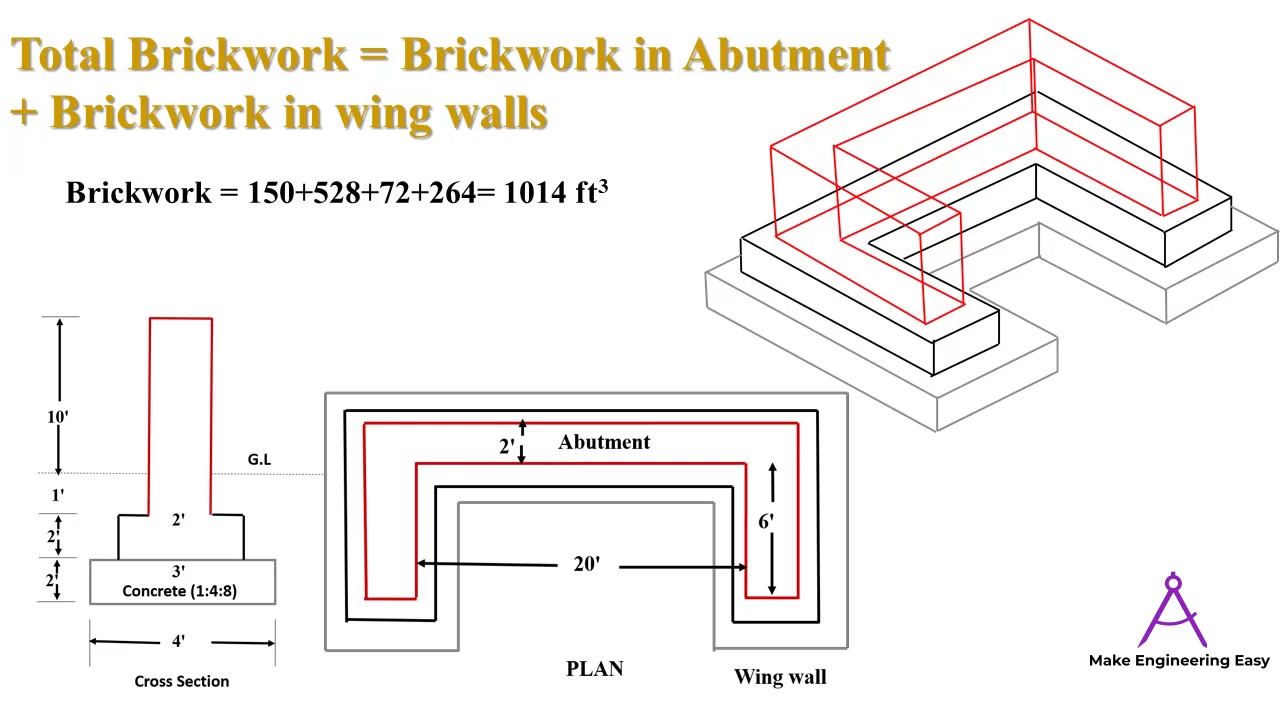 Total Brickwork = Brickwork in Abutment
+ Brickwork in wing walls
Brickwork = 150+528+72+264= 1014 ft³
10'
G.L
1'
2'
2'
2'
3'
Concrete (1:4:8)
4'
Cross Section
2'
Abutment
6'
20'
PLAN
Wing wall
Make Engineering Easy